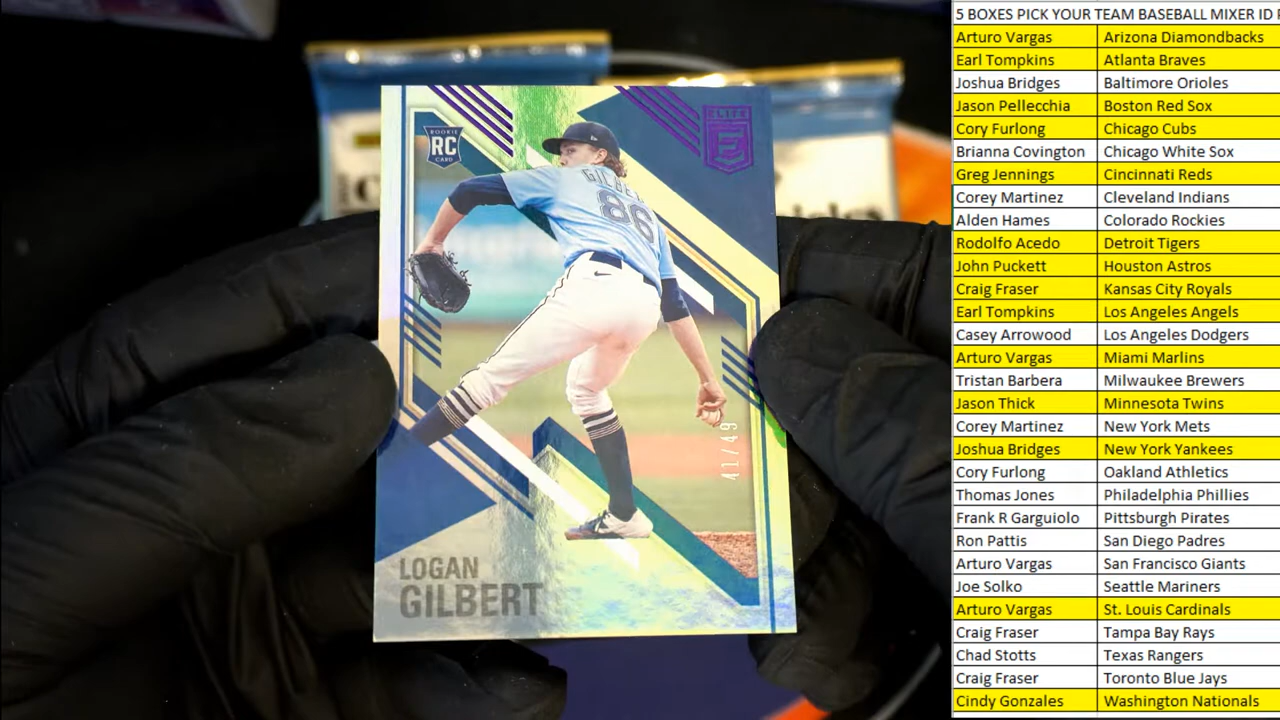 ROOKIE
RC
CARD
ELITE
E
GILBE
86
41/49
LOGAN
GILBERT
5 BOXES PICK YOUR TEAM BASEBALL MIXER ID
Arturo Vargas Arizona Diamondbacks
Earl Tompkins Atlanta Braves
Joshua Bridges Baltimore Orioles
Jason Pellecchia Boston Red Sox
Cory Furlong Chicago Cubs
Brianna Covington Chicago White Sox
Greg Jennings Cincinnati Reds
Corey Martinez Cleveland Indians
Alden Hames Colorado Rockies
Rodolfo Acedo Detroit Tigers
John Puckett Houston Astros
Craig Fraser Kansas City Royals
Earl Tompkins Los Angeles Angels
Casey Arrowood Los Angeles Dodgers
Arturo Vargas Miami Marlins
Tristan Barbera Milwaukee Brewers
Jason Thick Minnesota Twins
Corey Martinez New York Mets
Joshua Bridges New York Yankees
Cory Furlong Oakland Athletics
Thomas Jones Philadelphia Phillies
Frank R Garguiolo Pittsburgh Pirates
Ron Pattis San Diego Padres
Arturo Vargas San Francisco Giants
Joe Solko Seattle Mariners
Arturo Vargas St. Louis Cardinals
Craig Fraser Tampa Bay Rays
Chad Stotts Texas Rangers
Craig Fraser Toronto Blue Jays
Cindy Gonzales Washington Nationals